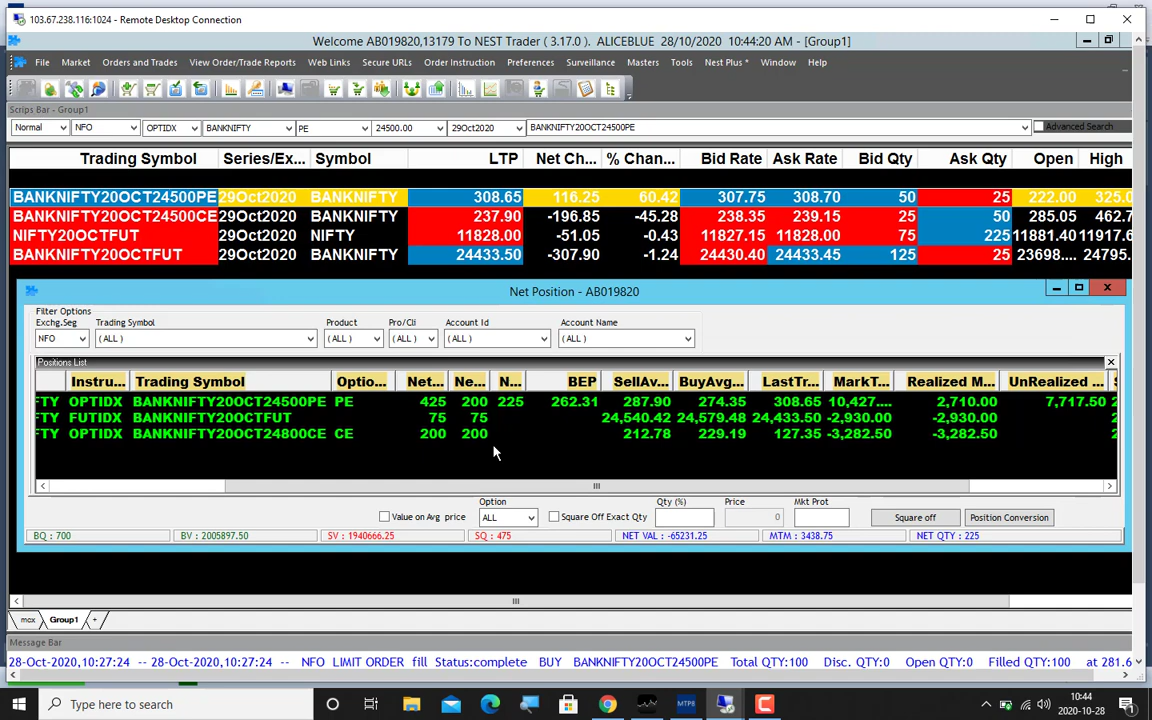 103.67.238.116:1024 - Remote Desktop Connection
Welcome AB019820,13179 To NEST Trader ( 3.17.0 ). ALICEBLUE 28/10/2020 10:44:20 AM - [Group1]
File Market Orders and Trades View Order/Trade Reports Web Links Secure URLs Order Instruction Preferences Surveillance Masters Tools Nest Plus * Window Help
Scrips Bar - Group1
Normal NFO OPTIDX BANKNIFTY PE 24500.00 29Oct2020 BANKNIFTY20OCT24500PE Advanced Search
Trading Symbol Series/Ex... Symbol LTP Net Ch... % Chan... Bid Rate Ask Rate Bid Qty Ask Qty Open High
BANKNIFTY20OCT24500PE 29Oct2020 BANKNIFTY 308.65 116.25 60.42 307.75 308.70 50 25 222.00 325.0
BANKNIFTY20OCT24500CE 29Oct2020 BANKNIFTY 237.90 -196.85 -45.28 238.35 239.15 25 50 285.05 462.7
NIFTY20OCTFUT 29Oct2020 NIFTY 11828.00 -51.05 -0.43 11827.15 11828.00 75 225 11881.40 11917.6
BANKNIFTY20OCTFUT 29Oct2020 BANKNIFTY 24433.50 -307.90 -1.24 24430.40 24433.45 125 25 23698.... 24795.
Net Position - AB019820
Filter Options
Exchg.Seg Trading Symbol Product Pro/Cli Account Id Account Name
NFO (ALL) (ALL) (ALL) (ALL) (ALL)
Positions List
Instru... Trading Symbol Optio... Net... Ne... N... BEP SellAv... BuyAvg... LastTr... MarkT... Realized M... UnRealized ...
FTY OPTIDX BANKNIFTY20OCT24500PE PE 425 200 225 262.31 287.90 274.35 308.65 10,427.... 2,710.00 7,717.50 2
FTY FUTIDX BANKNIFTY20OCTFUT 75 75 24,540.42 24,579.48 24,433.50 -2,930.00 -2,930.00 2
FTY OPTIDX BANKNIFTY20OCT24800CE CE 200 200 212.78 229.19 127.35 -3,282.50 -3,282.50 2
Option Qty (%) Price Mkt Prot
Value on Avg price ALL Square Off Exact Qty 0 Square off Position Conversion
BQ : 700 BV : 2005897.50 SV : 1940666.25 SQ : 475 NET VAL : -65231.25 MTM : 3438.75 NET QTY : 225
mcx Group1 +
Message Bar
28-Oct-2020,10:27:24 -- 28-Oct-2020,10:27:24 -- NFO LIMIT ORDER fill Status:complete BUY BANKNIFTY20OCT24500PE Total QTY:100 Disc. QTY:0 Open QTY:0 Filled QTY:100 at 281.6
Type here to search
MTP8
10:44
2020-10-28
1